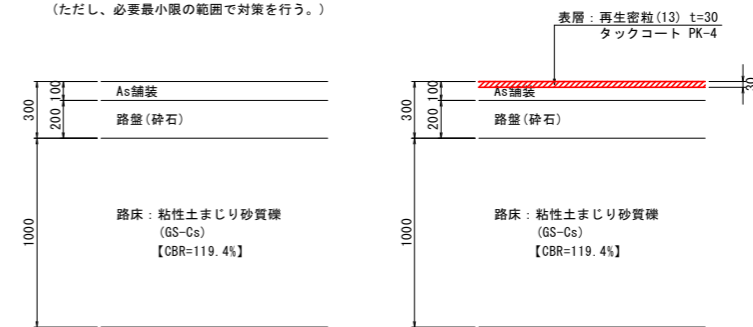 (ただし、必要最小限の範囲で対策を行う。)
表層：再生密粒(13) t=30
タックコート PK-4
300
100
As舗装
200
路盤(砕石)
1000
路床：粘性土まじり砂質礫
(GS-Cs)
【CBR=119.4%】
300
100
As舗装
30
200
路盤(砕石)
1000
路床：粘性土まじり砂質礫
(GS-Cs)
【CBR=119.4%】